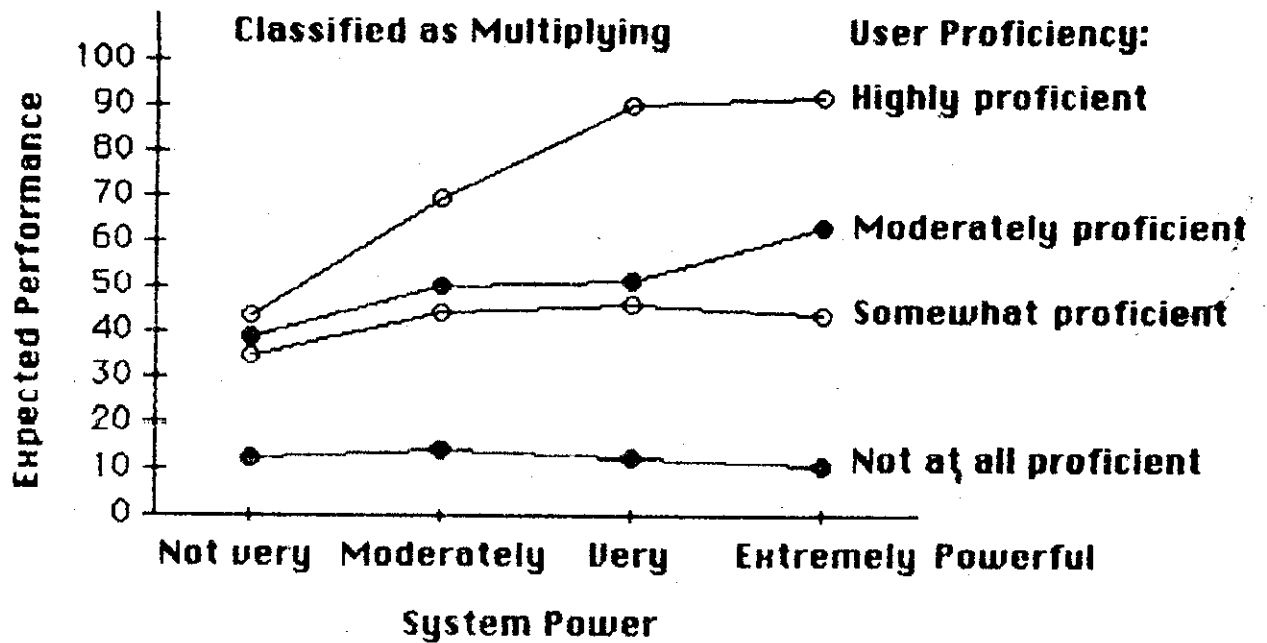 Classified as Multiplying
User Proficiency:
100
90
80
70
60
50
40
30
20
10
0
Expected Performance
Highly proficient
Moderately proficient
Somewhat proficient
Not at all proficient
Not very Moderately Very Extremely Powerful
System Power